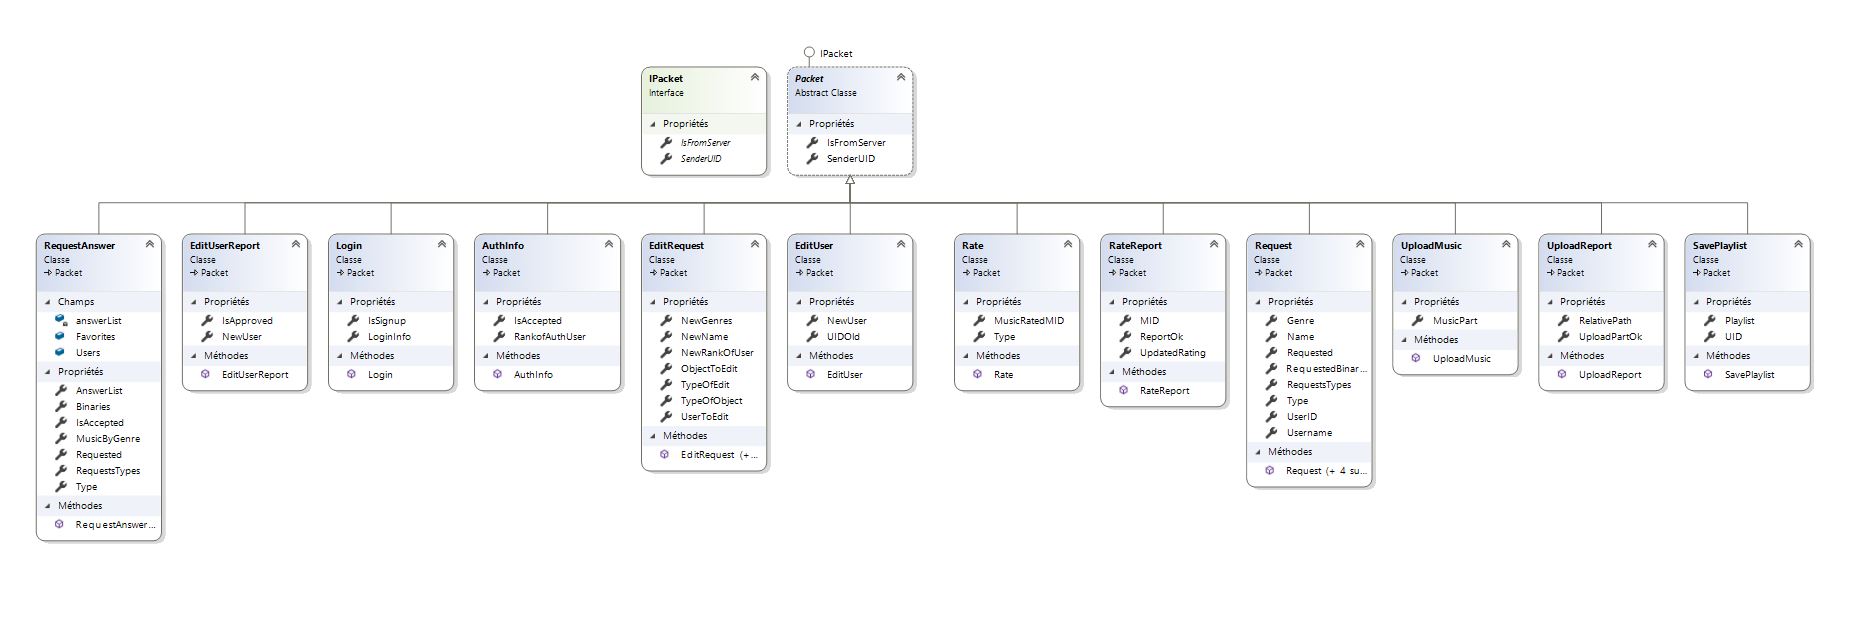 IPacket
IPacket
Interface
Propriétés
IsFromServer
SenderUID
Packet
Abstract Classe
Propriétés
IsFromServer
SenderUID
RequestAnswer
Classe
Packet
Champs
answerList
Favorites
Users
Propriétés
AnswerList
Binaries
IsAccepted
MusicByGenre
Requested
RequestsTypes
Type
Méthodes
RequestAnswer...
EditUserReport
Classe
Packet
Propriétés
IsApproved
NewUser
Méthodes
EditUserReport
Login
Classe
Packet
Propriétés
IsSignup
LoginInfo
Méthodes
Login
AuthInfo
Classe
Packet
Propriétés
IsAccepted
RankofAuthUser
Méthodes
AuthInfo
EditRequest
Classe
Packet
Propriétés
NewGenres
NewName
NewRankOfUser
ObjectToEdit
TypeOfEdit
TypeOfObject
UserToEdit
Méthodes
EditRequest (+...
EditUser
Classe
Packet
Propriétés
NewUser
UIDOld
Méthodes
EditUser
Rate
Classe
Packet
Propriétés
MusicRatedMID
Type
Méthodes
Rate
RateReport
Classe
Packet
Propriétés
MID
ReportOk
UpdatedRating
Méthodes
RateReport
Request
Classe
Packet
Propriétés
Genre
Name
Requested
RequestedBinar...
RequestsTypes
Type
UserID
Username
Méthodes
Request (+ 4 su...
UploadMusic
Classe
Packet
Propriétés
MusicPart
Méthodes
UploadMusic
UploadReport
Classe
Packet
Propriétés
RelativePath
UploadPartOk
Méthodes
UploadReport
SavePlaylist
Classe
Packet
Propriétés
Playlist
UID
Méthodes
SavePlaylist